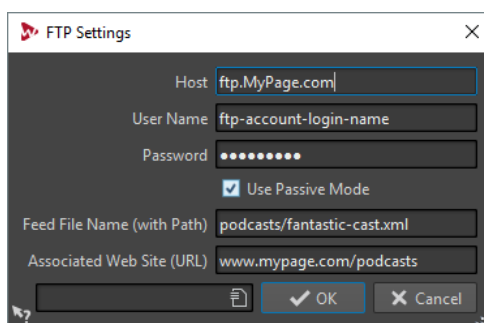 FTP Settings
Host ftp.MyPage.com
User Name ftp-account-login-name
Password •••••••••
Use Passive Mode
Feed File Name (with Path) podcasts/fantastic-cast.xml
Associated Web Site (URL) www.mypage.com/podcasts
OK Cancel